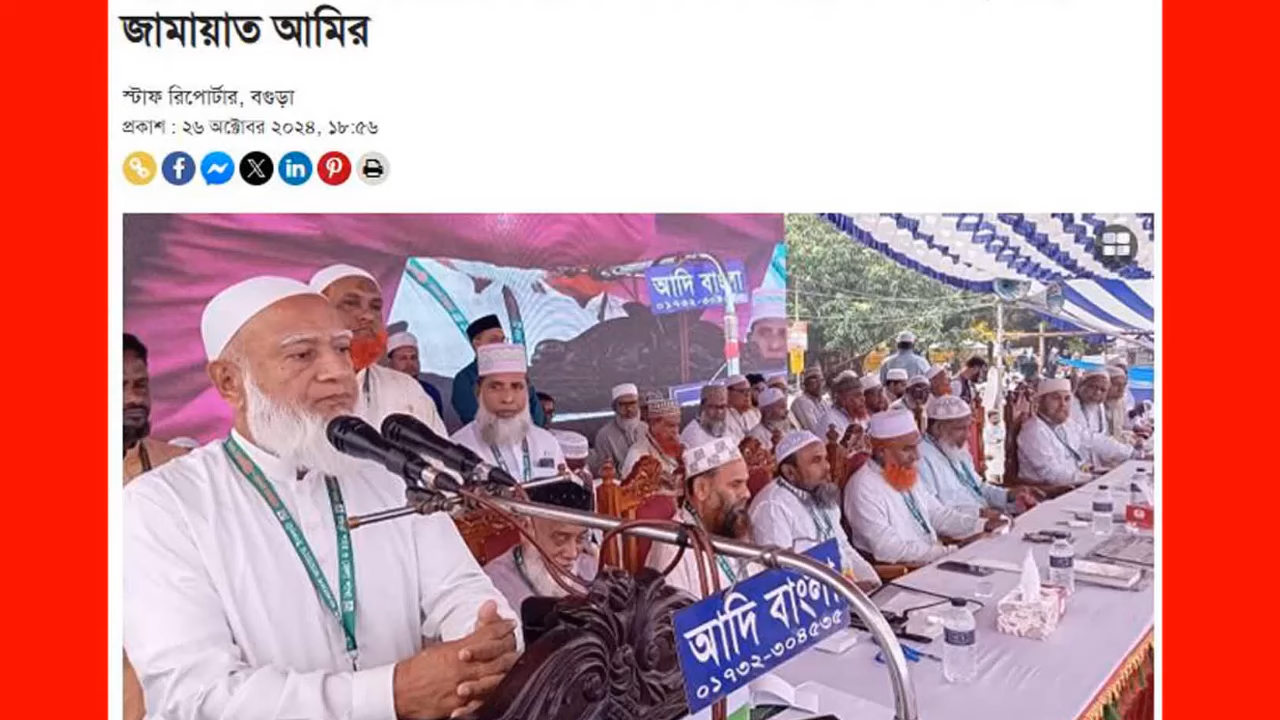 জামায়াত আমির
স্টাফ রিপোর্টার, বগুড়া
প্রকাশ : ২৬ অক্টোবর ২০২৪, ১৮:৫৬
আদি বাংলা
আদি বাংলা
০১৭৩২-৩০৪৫৩৫